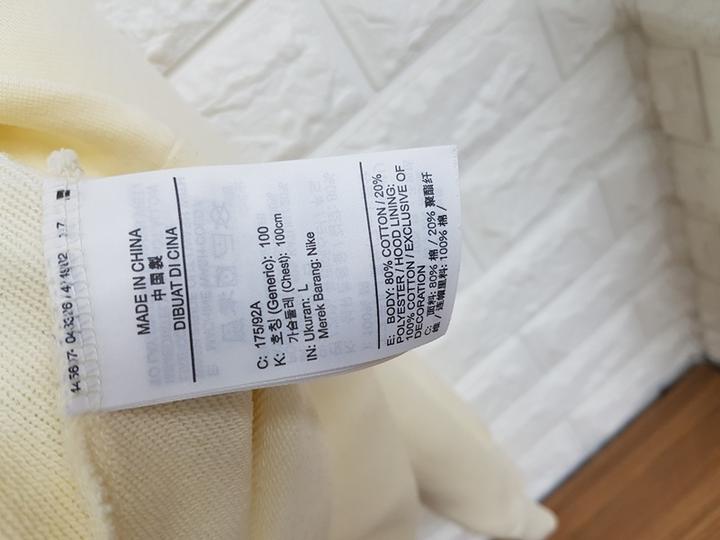 MADE IN CHINA
中国製
DIBUAT DI CINA
C: 175/92A
K: 호칭 (Generic): 100
가슴둘레 (Chest): 100cm
IN: Ukuran: L
Merek Barang: Nike
E: BODY: 80% COTTON / 20%
POLYESTER / HOOD LINING:
100% COTTON / EXCLUSIVE OF
DECORATION
C: 面料: 80% 棉 / 20% 聚酯纤
维 / 连帽里料: 100% 棉 /